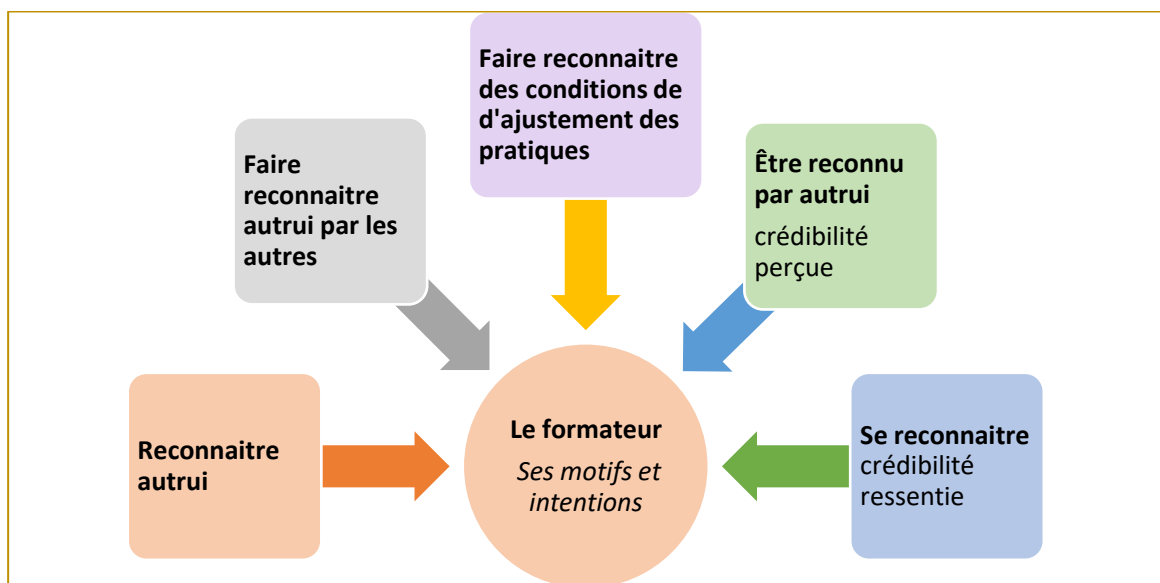 Faire reconnaitre
des conditions de
d'ajustement des
pratiques
Faire
reconnaitre
autrui par les
autres
Être reconnu
par autrui
crédibilité
perçue
Reconnaitre
autrui
Le formateur
Ses motifs et
intentions
Se reconnaitre
crédibilité
ressentie